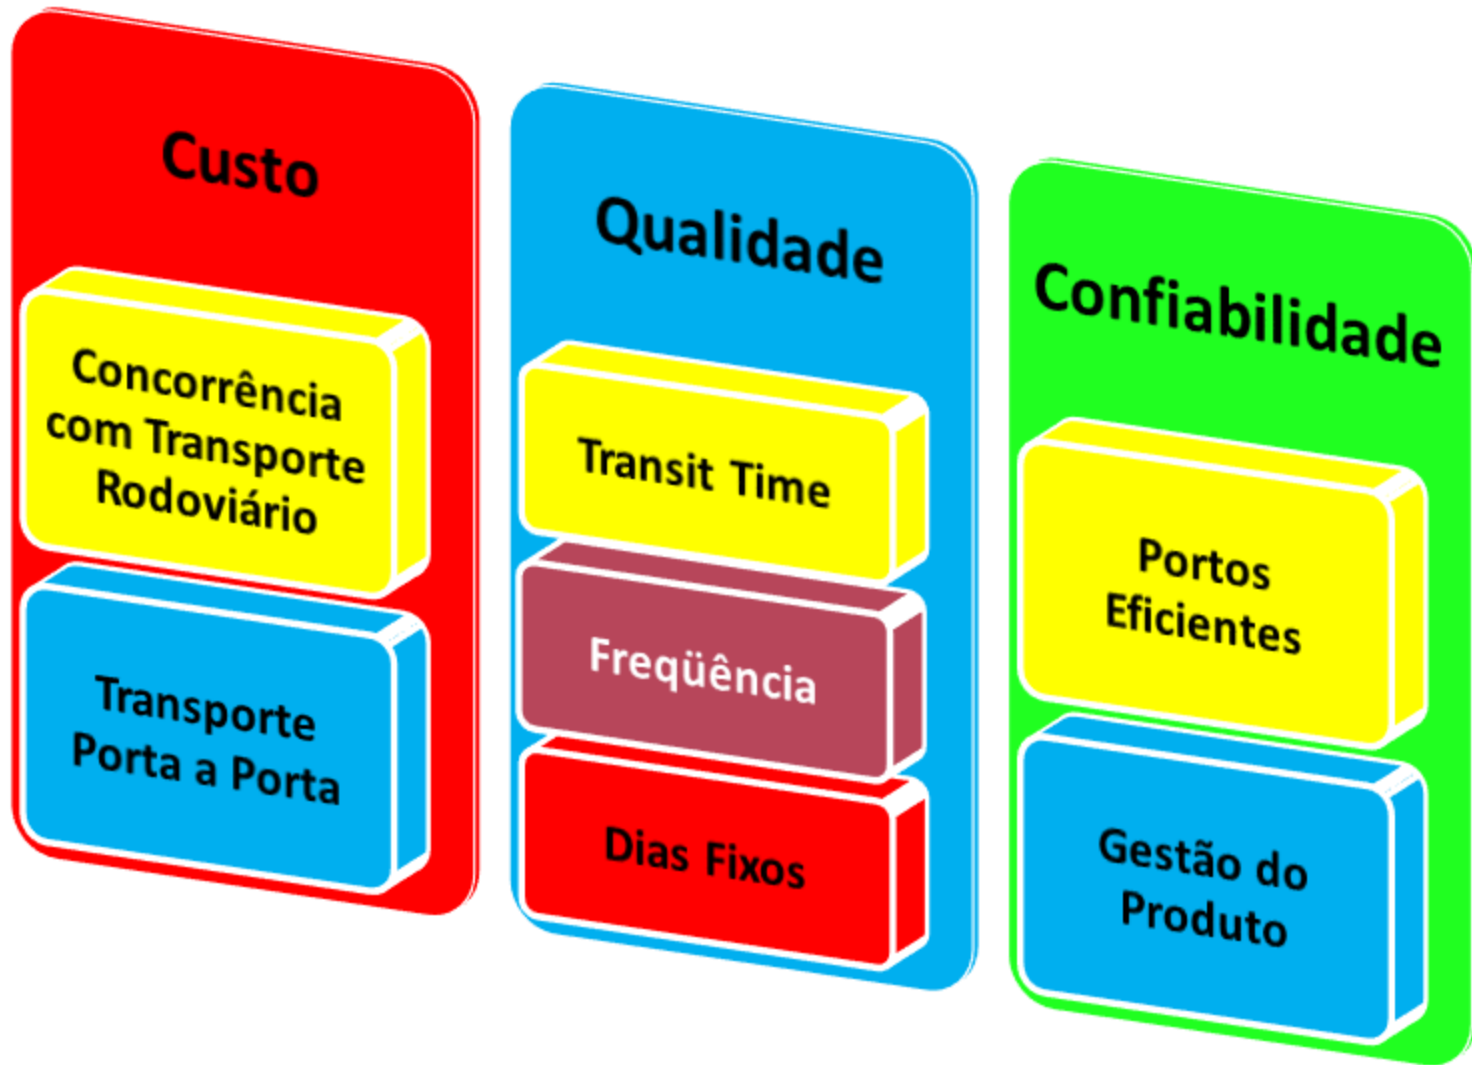 Custo
Concorrência
com Transporte
Rodoviário
Transporte
Porta a Porta
Qualidade
Transit Time
Freqüência
Dias Fixos
Confiabilidade
Portos
Eficientes
Gestão do
Produto